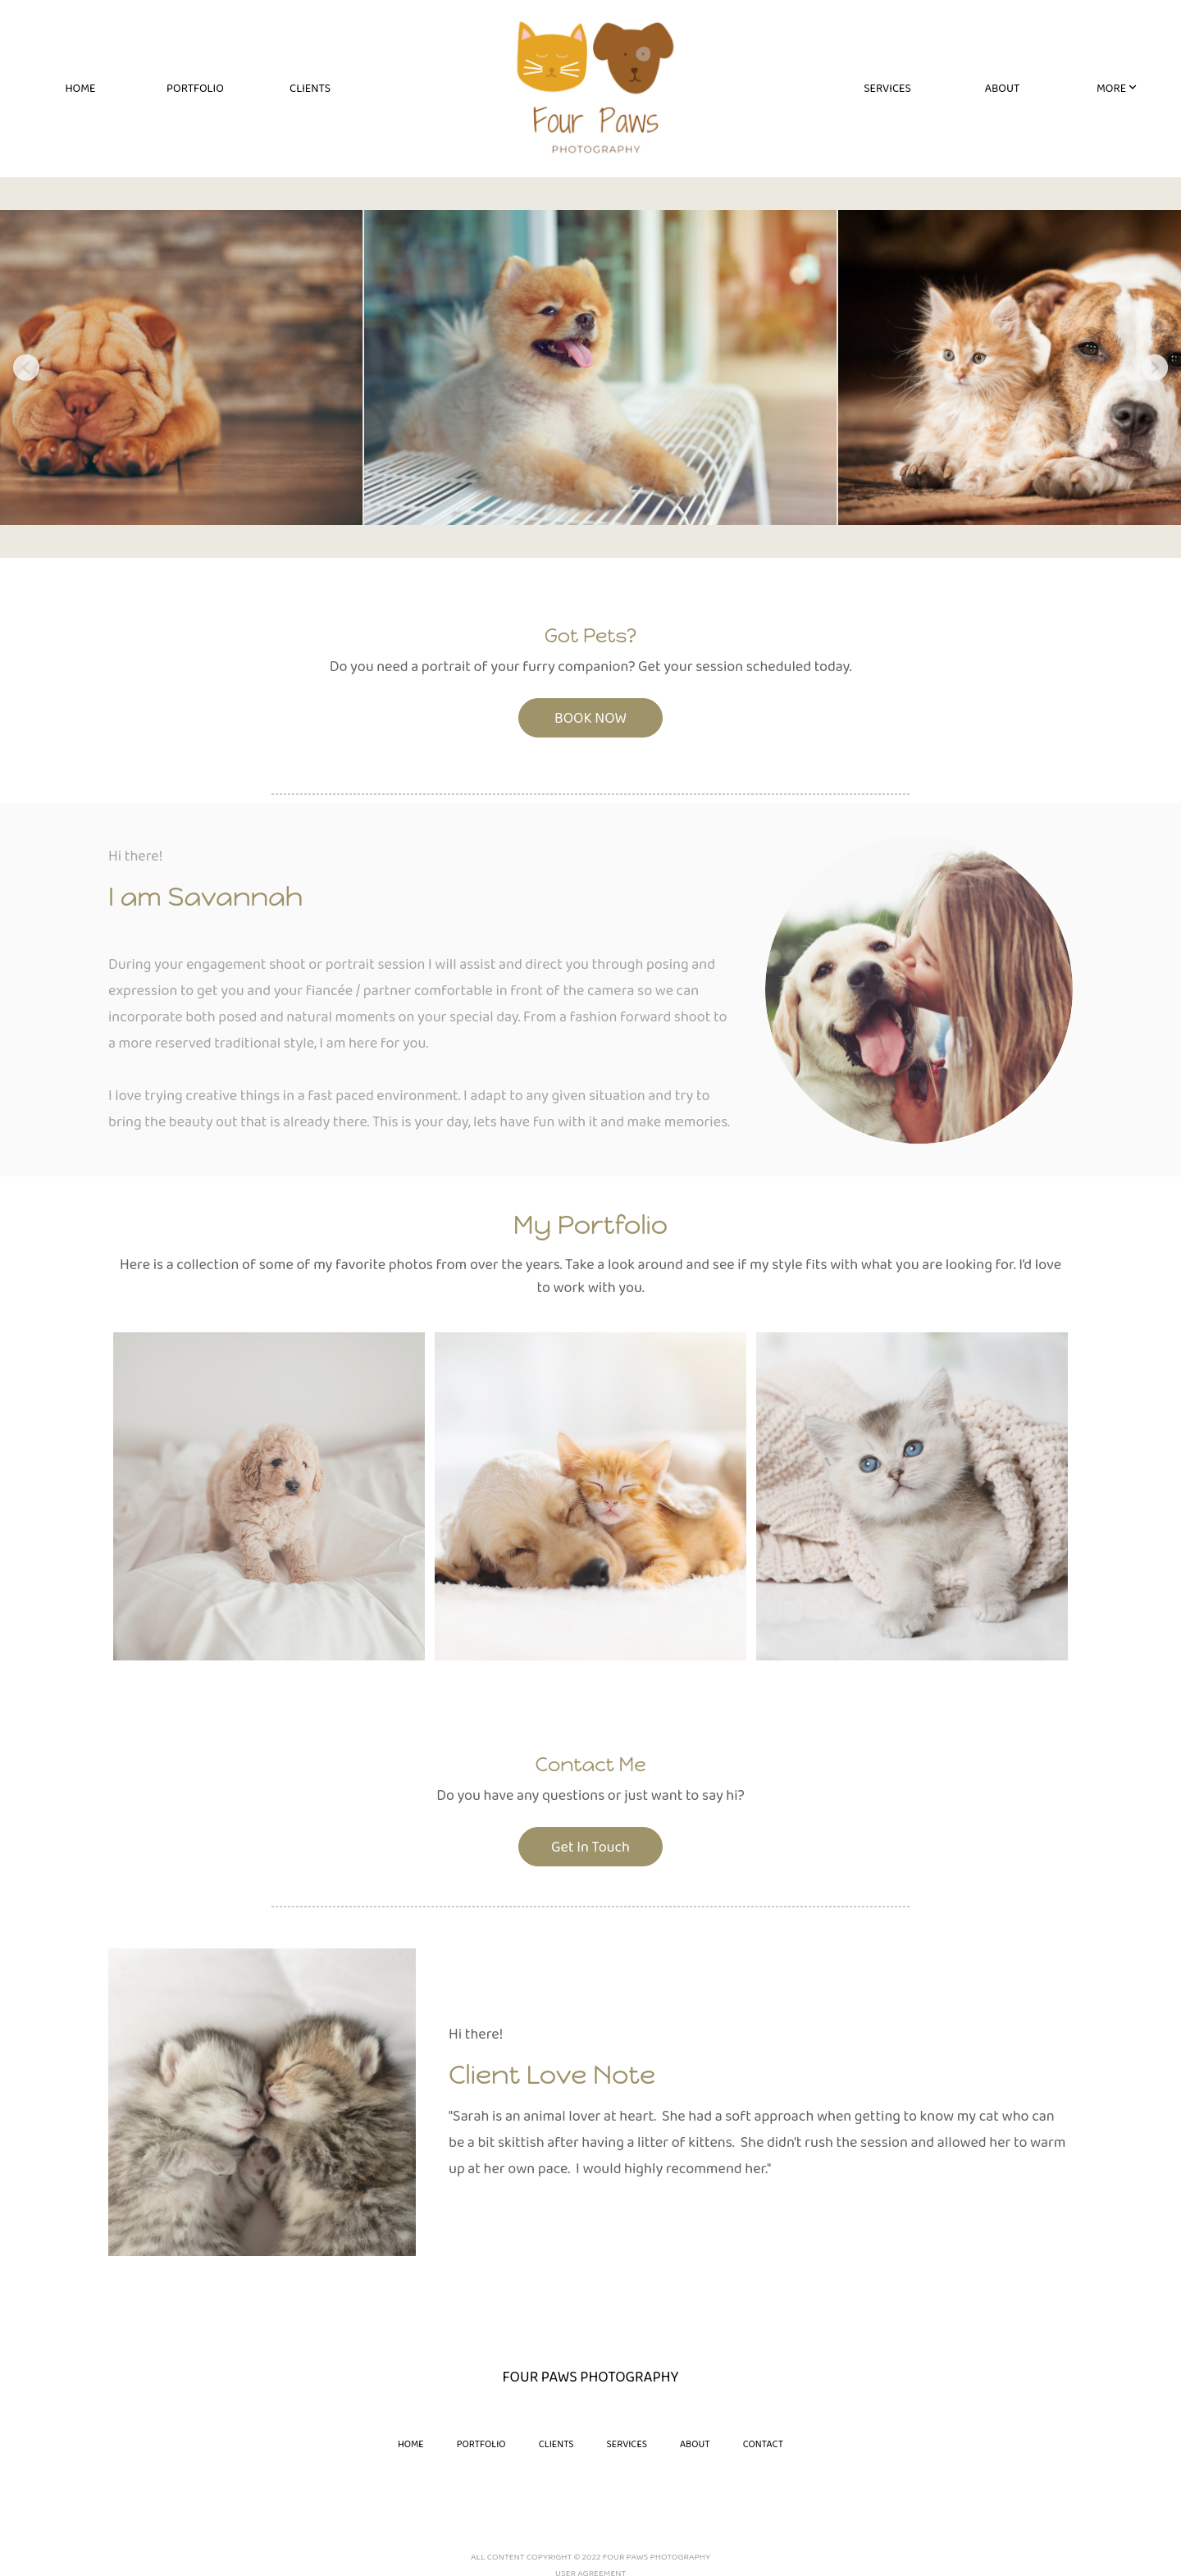 HOME
PORTFOLIO
CLIENTS
Four Paws
PHOTOGRAPHY
SERVICES
ABOUT
MORE
Got Pets?
Do you need a portrait of your furry companion? Get your session scheduled today.
BOOK NOW
Hi there!
I am Savannah
During your engagement shoot or portrait session I will assist and direct you through posing and
expression to get you and your fiancée / partner comfortable in front of the camera so we can
incorporate both posed and natural moments on your special day. From a fashion forward shoot to
a more reserved traditional style, I am here for you.
I love trying creative things in a fast paced environment. I adapt to any given situation and try to
bring the beauty out that is already there. This is your day, lets have fun with it and make memories.
My Portfolio
Here is a collection of some of my favorite photos from over the years. Take a look around and see if my style fits with what you are looking for. I'd love
to work with you.
Contact Me
Do you have any questions or just want to say hi?
Get In Touch
Hi there!
Client Love Note
"Sarah is an animal lover at heart. She had a soft approach when getting to know my cat who can
be a bit skittish after having a litter of kittens. She didn't rush the session and allowed her to warm
up at her own pace. I would highly recommend her."
FOUR PAWS PHOTOGRAPHY
HOME
PORTFOLIO
CLIENTS
SERVICES
ABOUT
CONTACT
ALL CONTENT COPYRIGHT © 2022 FOUR PAWS PHOTOGRAPHY
USER AGREEMENT